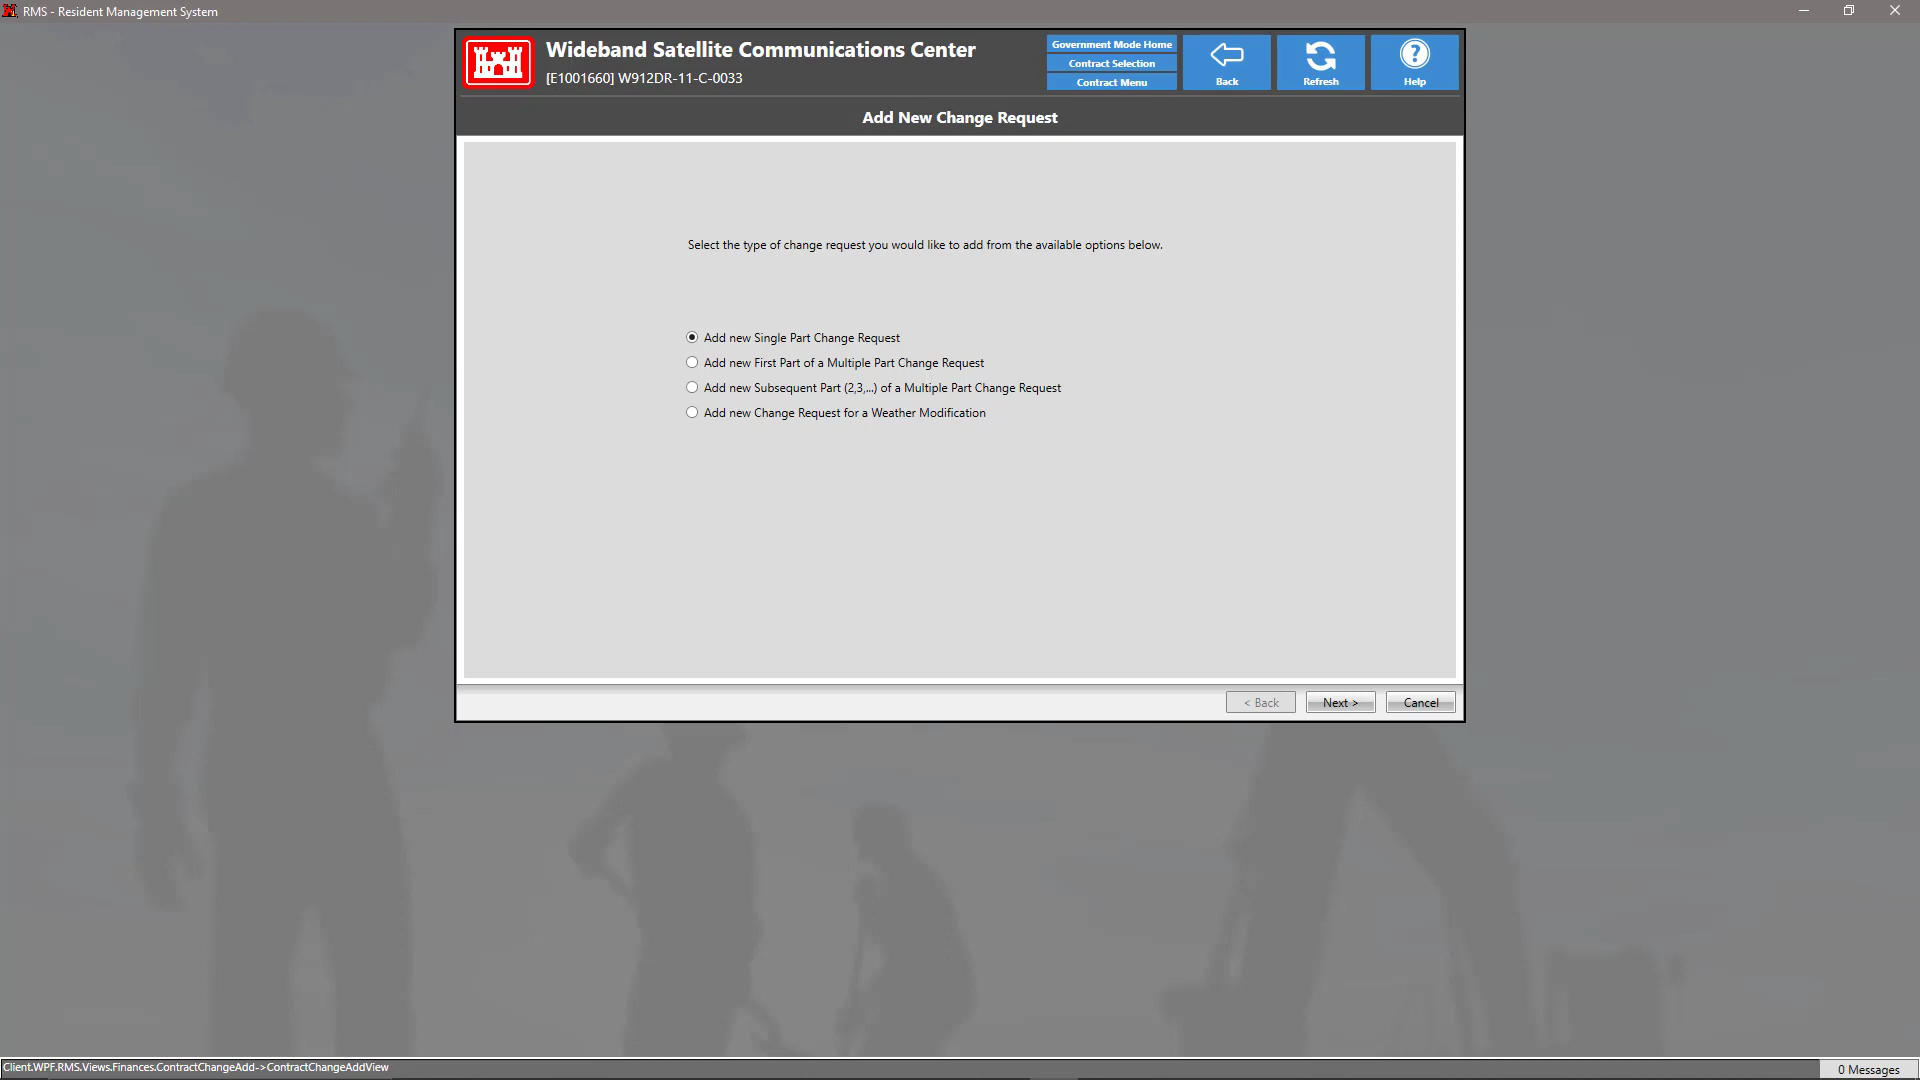 RMS - Resident Management System
Wideband Satellite Communications Center
[E1001660] W912DR-11-C-0033
Government Mode Home
Contract Selection
Contract Menu
Back
Refresh
Help
Add New Change Request
Select the type of change request you would like to add from the available options below.
Add new Single Part Change Request
Add new First Part of a Multiple Part Change Request
Add new Subsequent Part (2,3,...) of a Multiple Part Change Request
Add new Change Request for a Weather Modification
< Back
Next >
Cancel
Client.WPF.RMS.Views.Finances.ContractChangeAdd->ContractChangeAddView
0 Messages